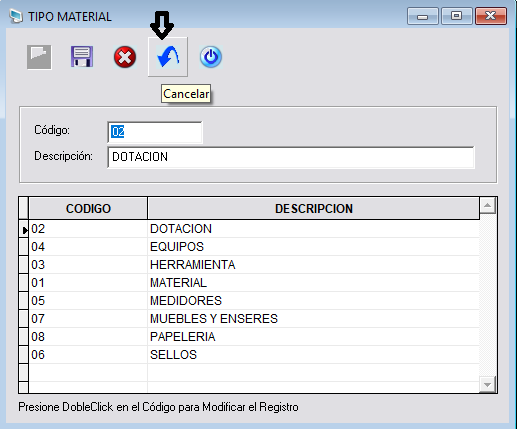 TIPO MATERIAL
Cancelar
Código: 02
Descripción: DOTACION
CODIGO DESCRIPCION
02 DOTACION
04 EQUIPOS
03 HERRAMIENTA
01 MATERIAL
05 MEDIDORES
07 MUEBLES Y ENSERES
08 PAPELERIA
06 SELLOS
Presione DobleClick en el Código para Modificar el Registro